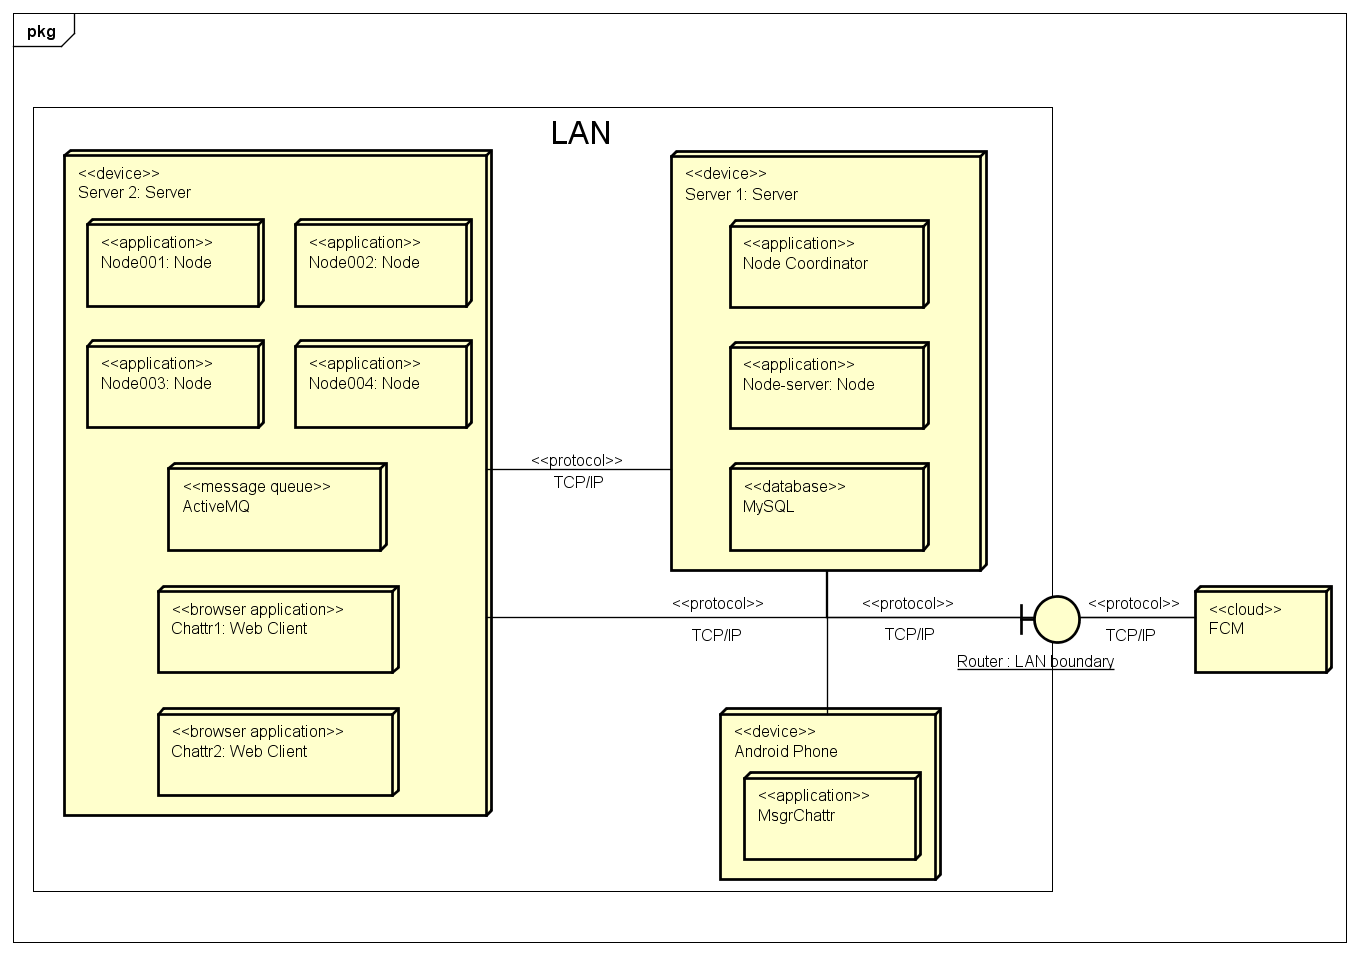 pkg
LAN
<<device>>
Server 2: Server
<<application>>
Node001: Node
<<application>>
Node002: Node
<<application>>
Node003: Node
<<application>>
Node004: Node
<<message queue>>
ActiveMQ
<<browser application>>
Chattr1: Web Client
<<browser application>>
Chattr2: Web Client
<<protocol>>
TCP/IP
<<device>>
Server 1: Server
<<application>>
Node Coordinator
<<application>>
Node-server: Node
<<database>>
MySQL
<<protocol>>
TCP/IP
<<protocol>>
TCP/IP
Router : LAN boundary
<<protocol>>
TCP/IP
<<cloud>>
FCM
<<device>>
Android Phone
<<application>>
MsgrChattr